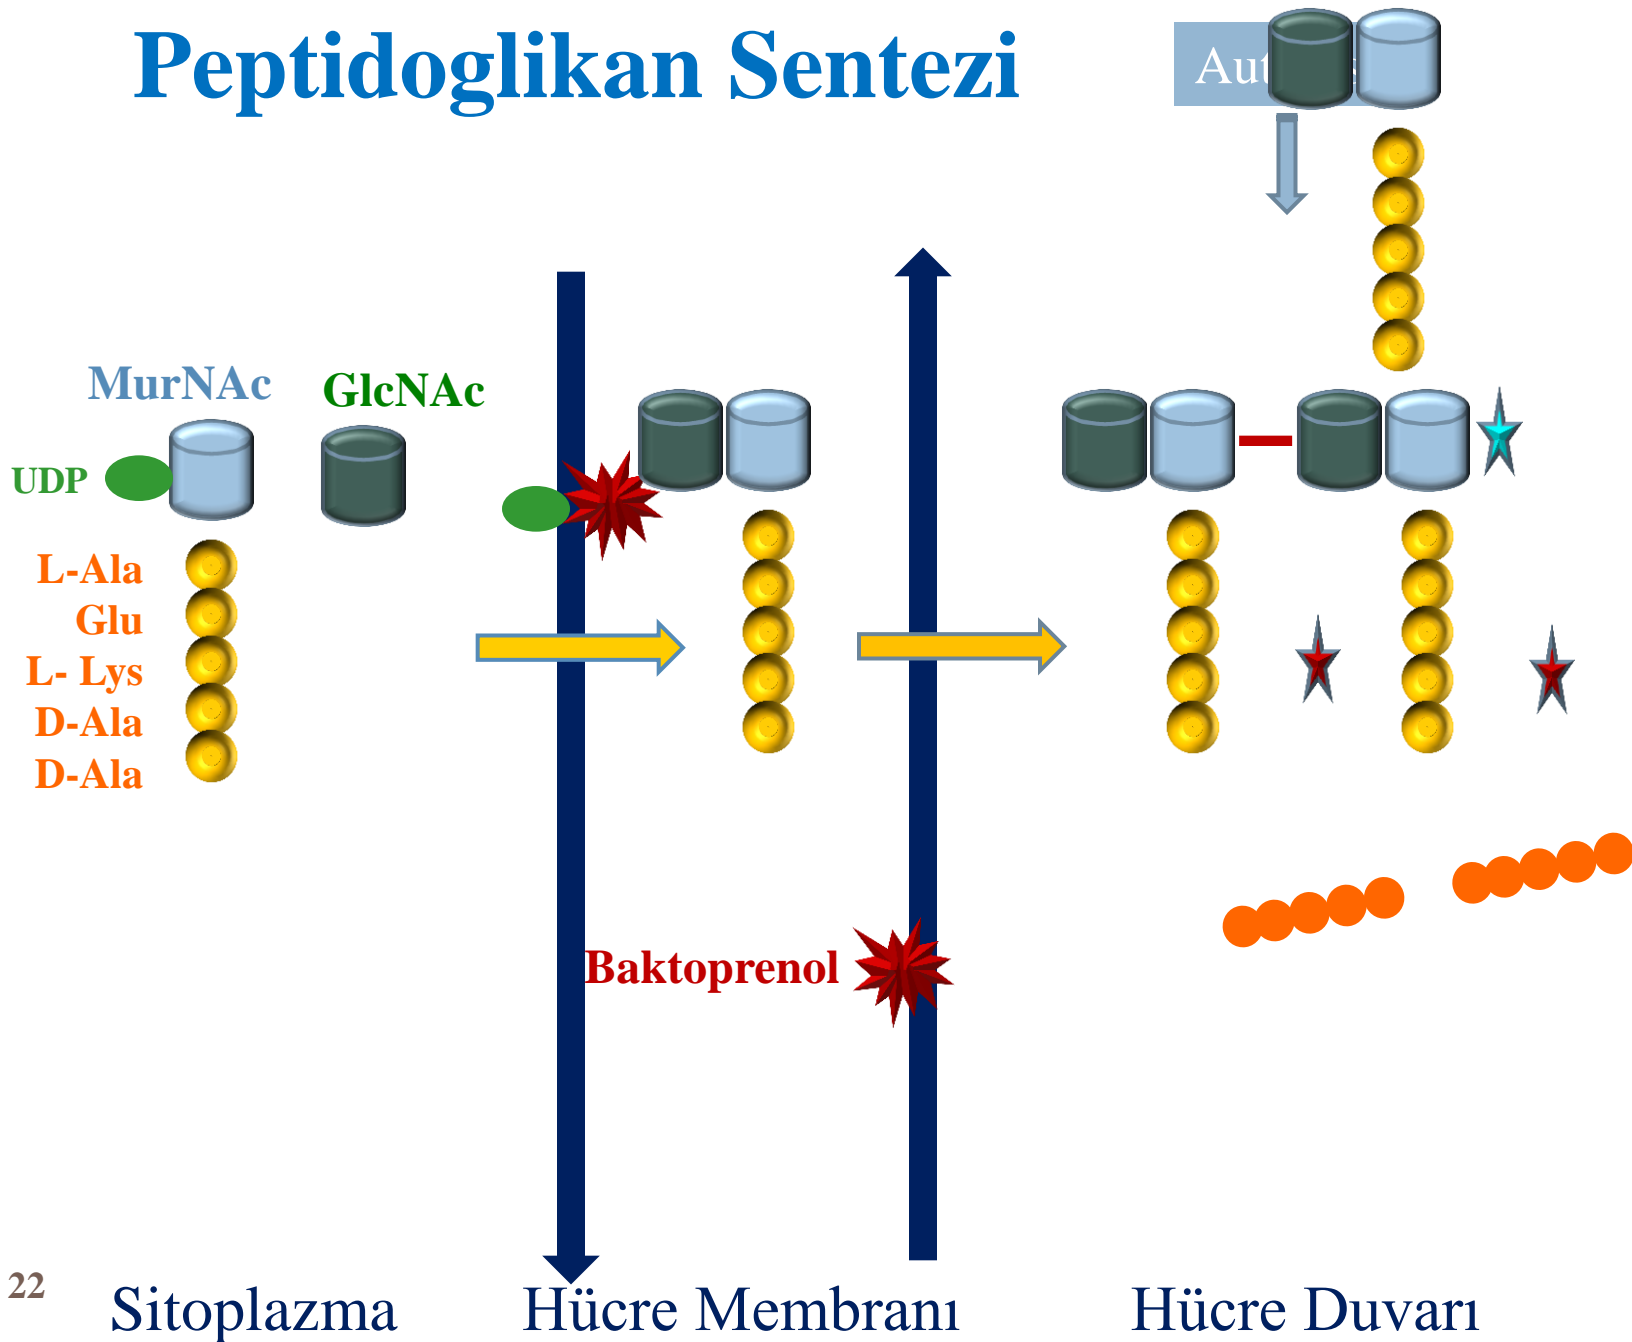 Peptidoglikan Sentezi
MurNAc
GlcNAc
UDP
L-Ala
Glu
L- Lys
D-Ala
D-Ala
Baktoprenol
22
Sitoplazma
Hücre Membranı
Hücre Duvarı